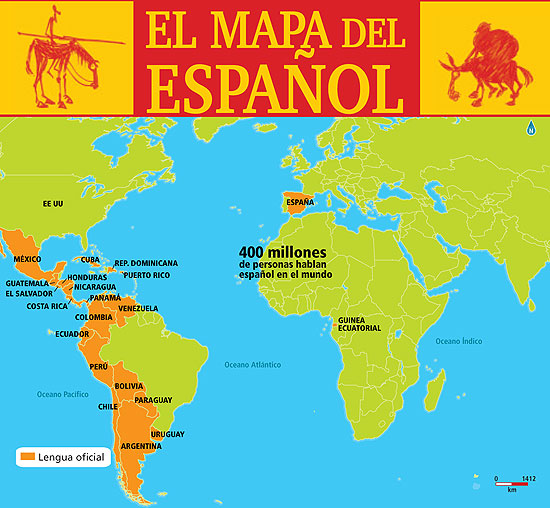 EL MAPA DEL
ESPAÑOL
N
EE UU
ESPAÑA
400 millones
de personas hablan
español en el mundo
MÉXICO
CUBA
REP. DOMINICANA
PUERTO RICO
GUATEMALA
HONDURAS
EL SALVADOR
NICARAGUA
COSTA RICA
PANAMÁ
VENEZUELA
COLOMBIA
ECUADOR
GUINEA
ECUATORIAL
Oceano Índico
Oceano Atlántico
PERÚ
BOLIVIA
Oceano Pacífico
PARAGUAY
CHILE
URUGUAY
ARGENTINA
Lengua oficial
0 1412
km